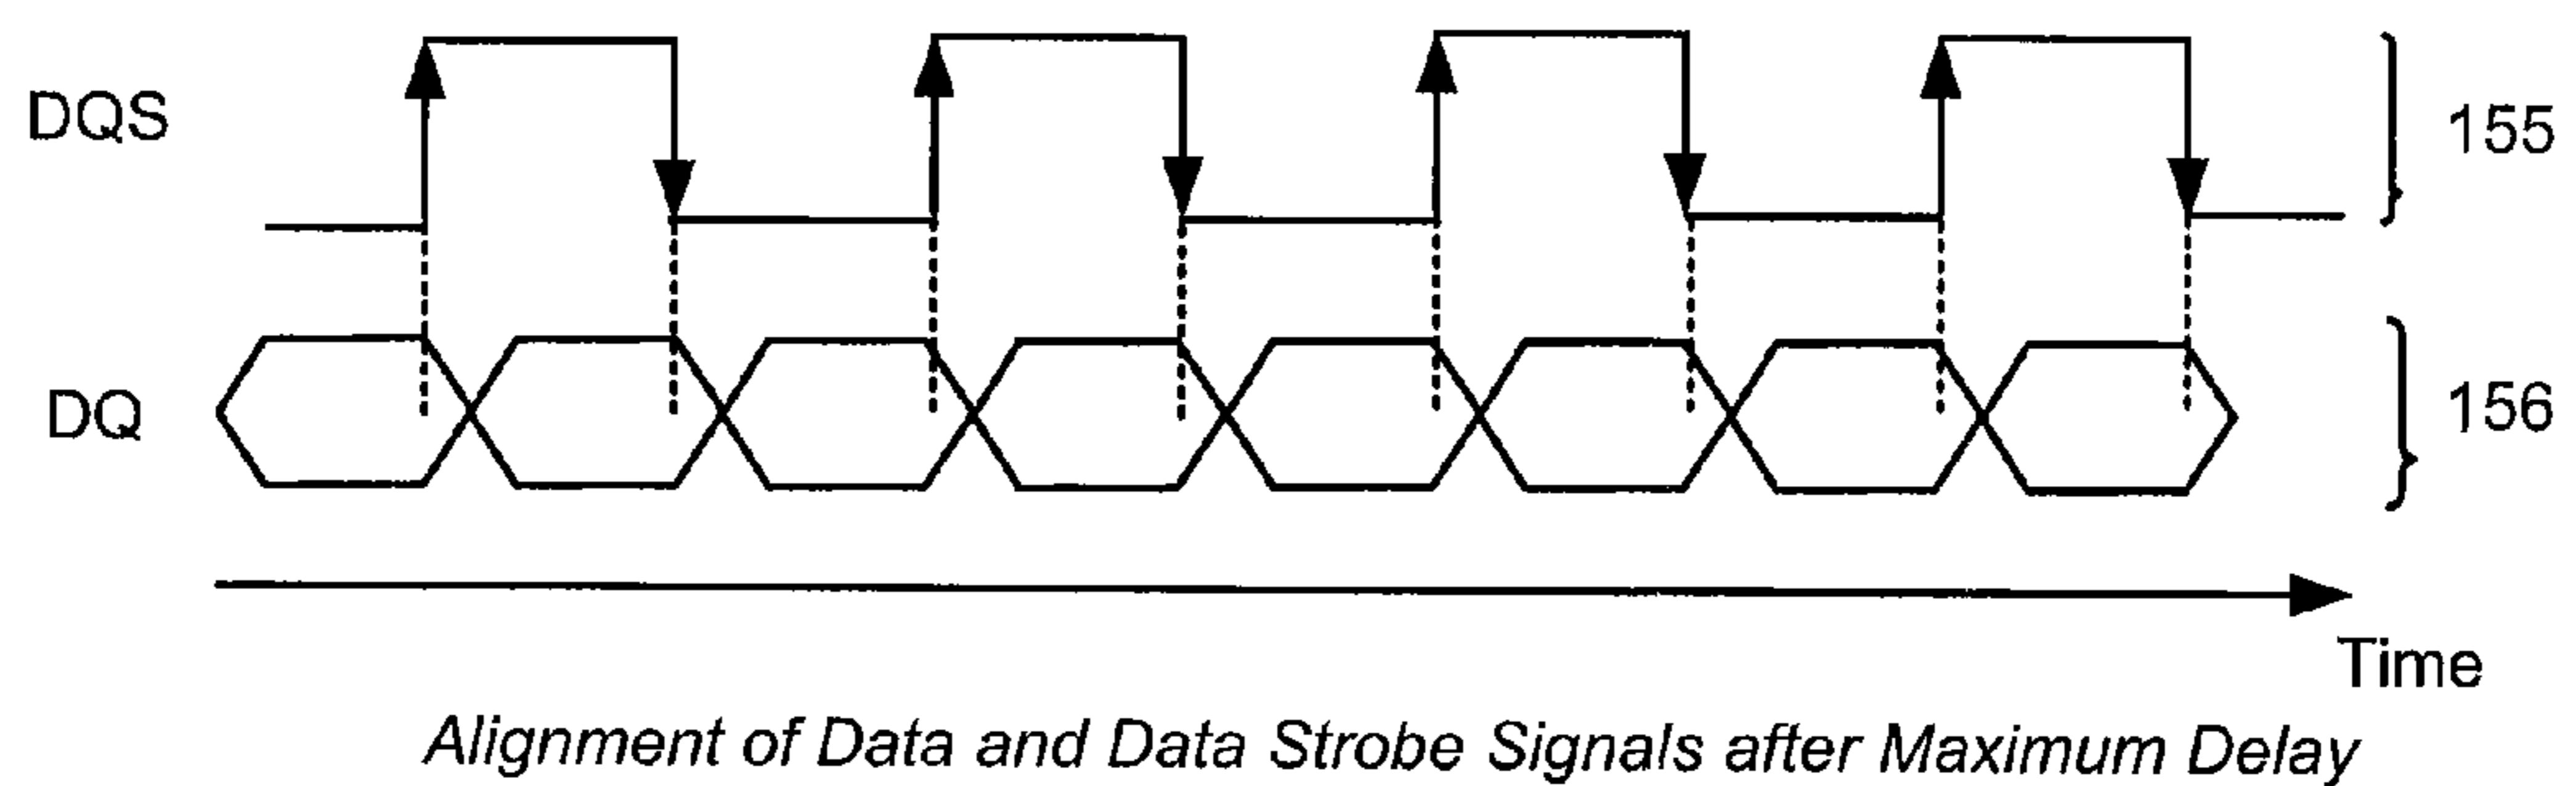 DQS
155
DQ
156
Time
Alignment of Data and Data Strobe Signals after Maximum Delay